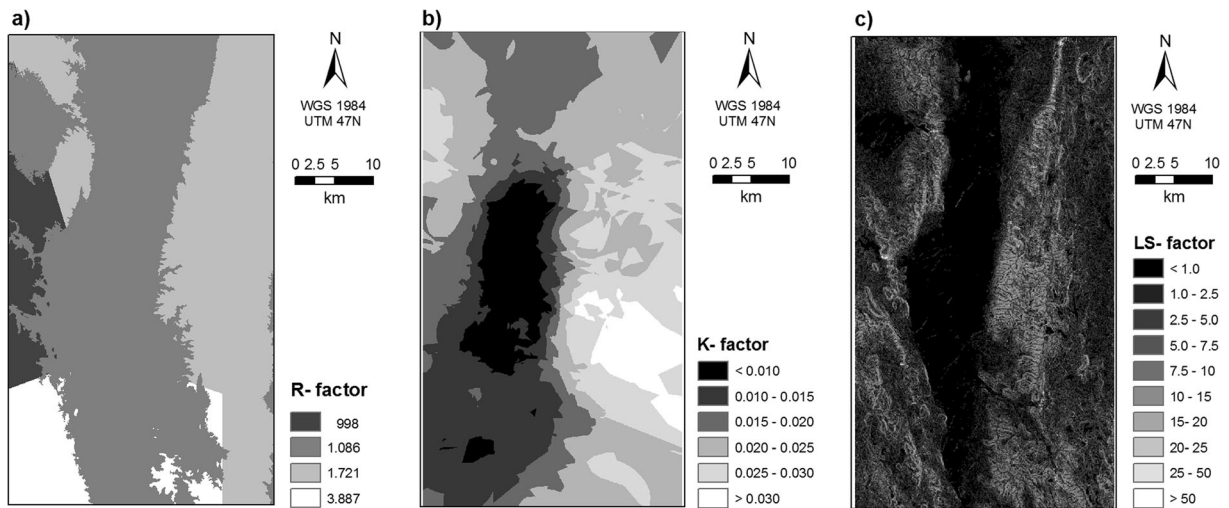 a)
N
WGS 1984
UTM 47N
0 2.5 5 10
km
R- factor
998
1.086
1.721
3.887
b)
N
WGS 1984
UTM 47N
0 2.5 5 10
km
K- factor
< 0.010
0.010 - 0.015
0.015 - 0.020
0.020 - 0.025
0.025 - 0.030
> 0.030
c)
N
WGS 1984
UTM 47N
0 2.5 5 10
km
LS- factor
< 1.0
1.0 - 2.5
2.5 - 5.0
5.0 - 7.5
7.5 - 10
10 - 15
15- 20
20- 25
25 - 50
> 50